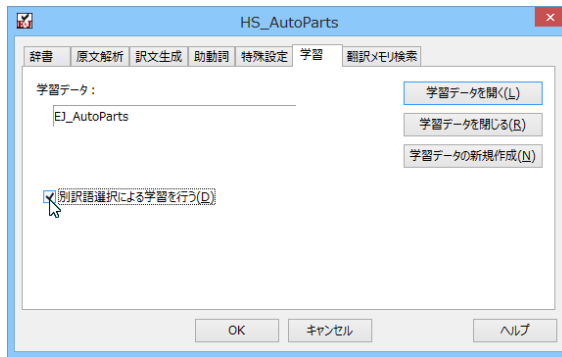 HS_AutoParts
辞書 原文解析 訳文生成 助動詞 特殊設定 学習 翻訳メモリ検索
学習データ：
EJ_AutoParts
学習データを開く(L)
学習データを閉じる(R)
学習データの新規作成(N)
別訳語選択による学習を行う(D)
OK キャンセル ヘルプ